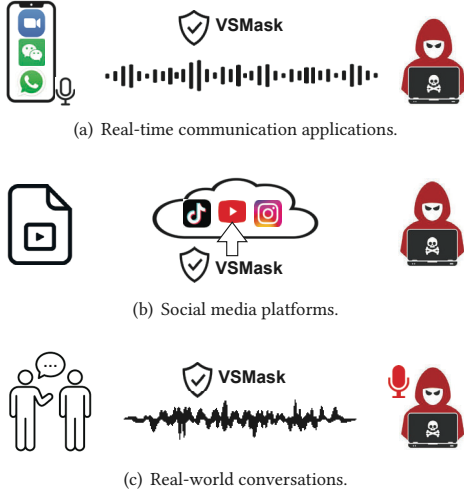 VSMask
(a) Real-time communication applications.
VSMask
(b) Social media platforms.
VSMask
(c) Real-world conversations.